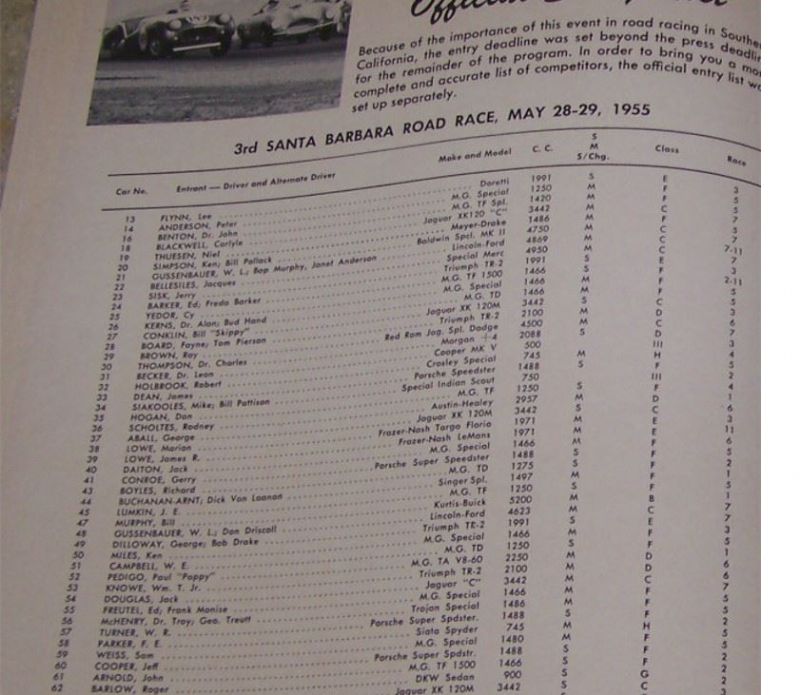 Because of the importance of this event in road racing in Southe
California, the entry deadline was set beyond the press deadli
for the remainder of the program. In order to bring you a mo
complete and accurate list of competitors, the official entry list wa
set up separately.
3rd SANTA BARBARA ROAD RACE, MAY 28-29, 1955
Car No. Entrant — Driver and Alternate Driver Make and Model C. C. S M S/Chg. Class Race
13 FLYNN, Lee Doretti 1991 S E 3
14 ANDERSON, Peter M.G. Special 1250 M F 5
16 BENTON, Dr. John M.G. TF Spl. 1420 M F 5
18 BLACKWELL, Carlyle Jaguar XK120 "C" 3442 M C 7
19 THUESEN, Niel Meyer-Drake 1486 M F 5
20 SIMPSON, Ken; Bill Pollack Baldwin Spcl. MK II 4750 M C 7
21 GUSSENBAUER, W. L.; Bop Murphy, Janet Anderson Lincoln-Ford 4869 M C 7-11
22 BELLESILES, Jacques Special Merc 4950 M C 7
23 SISK, Jerry Triumph TR-2 1991 S E 3
24 BARKER, Ed; Freda Barker M.G. TF 1500 1466 S F 2-11
25 YEDOR, Cy M.G. Special 1466 M F 5
26 KERNS, Dr. Alan; Bud Hand M.G. TD 1466 M F 5
27 CONKLIN, Bill "Skippy" Jaguar XK 120M 3442 S C 3
28 BOARD, Fayne; Tom Pierson Triumph TR-2 2100 M D 6
29 BROWN, Ray Red Ram Jag. Spl. Dodge 4500 M C 7
30 THOMPSON, Dr. Charles Morgan +4 2088 S D 3
31 BECKER, Dr. Leon Cooper MK V 500 III 4
32 HOLBROOK, Robert Crosley Special 745 M H 5
33 DEAN, James Porsche Speedster 1488 S F 2
34 SIAKOOLES, Mike; Bill Pattison Special Indian Scout 750 III 4
35 HOGAN, Dan M.G. TF 1250 S F 1
36 SCHOLTES, Rodney Austin-Healey 2957 M D 6
37 ABALL, George Jaguar XK 120M 3442 S C 3
38 LOWE, Marion Frazer-Nash Targa Florio 1971 M E 11
39 LOWE, James R. Frazer-Nash LeMans 1971 M E 6
40 DAITON, Jack M.G. Special 1466 M F 5
41 CONROE, Gerry Porsche Super Speedster 1488 S F 2
43 BOYLES, Richard M.G. TD 1275 S F 1
44 BUCHANAN-ARNT; Dick Van Laanan Singer Spl. 1497 M F 5
45 LUMKIN, J. E. M.G. TF 1250 S F 1
47 MURPHY, Bill Kurtis-Buick 5200 M B 7
48 GUSSENBAUER, W. L.; Dan Driscoll Lincoln-Ford 4623 M C 7
49 DILLOWAY, George; Bob Drake Triumph TR-2 1991 S E 3
50 MILES, Ken M.G. Special 1466 M F 5
51 CAMPBELL, W. E. M.G. TD 1250 S F 1
52 PEDIGO, Paul "Pappy" M.G. TA V8-60 2250 M D 6
53 KNOWE, Wm. T. Jr. Triumph TR-2 2100 M D 6
54 DOUGLAS, Jack Jaguar "C" 3442 M C 7
55 FREUTEL, Ed; Frank Monise M.G. Special 1466 M F 5
56 McHENRY, Dr. Troy; Geo. Treutt Trojan Special 1486 M F 5
57 TURNER, W. R. Porsche Super Spdster. 1488 S F 2
58 PARKER, F. E. Siata Spyder 745 M H 5
59 WEISS, Sam M.G. Special 1480 M F 5
60 COOPER, Jeff Porsche Super Spdstr. 1488 S F 2
61 ARNOLD, John M.G. TF 1500 1466 S F 2
62 BARLOW, Roger DKW Sedan 900 S G 2
Jaguar XK 120M 3442 S C